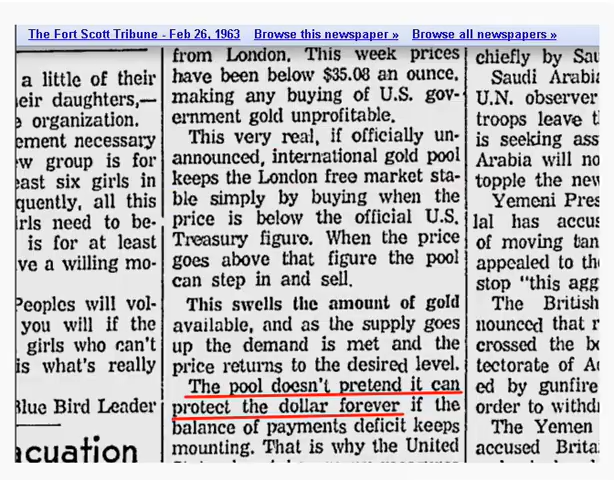 The Fort Scott Tribune - Feb 26, 1963 Browse this newspaper » Browse all newspapers »
a little of their
eir daughters,—
organization.
ement necessary
w group is for
east six girls in
quently, all this
irls need to be-
is for at least
ve a willing mo-
Peoples will vol-
you will if the
girls who can't
is what's really
Blue Bird Leader
acuation
from London. This week prices
have been below $35.08 an ounce,
making any buying of U.S. gov-
ernment gold unprofitable.
This very real, if officially un-
announced, international gold pool
keeps the London free market sta-
ble simply by buying when the
price is below the official U.S.
Treasury figure. When the price
goes above that figure the pool
can step in and sell.
This swells the amount of gold
available, and as the supply goes
up the demand is met and the
price returns to the desired level.
The pool doesn't pretend it can
protect the dollar forever if the
balance of payments deficit keeps
mounting. That is why the United
chiefly by Sau
Saudi Arabia
U.N. observer
troops leave t
is seeking ass
Arabia will no
topple the new
Yemeni Pres
lal has accus
of moving tan
appealed to th
stop "this agg
The British
nounced that r
crossed the bo
tectorate of A
ed by gunfire
order to withd
The Yemen
accused Brita